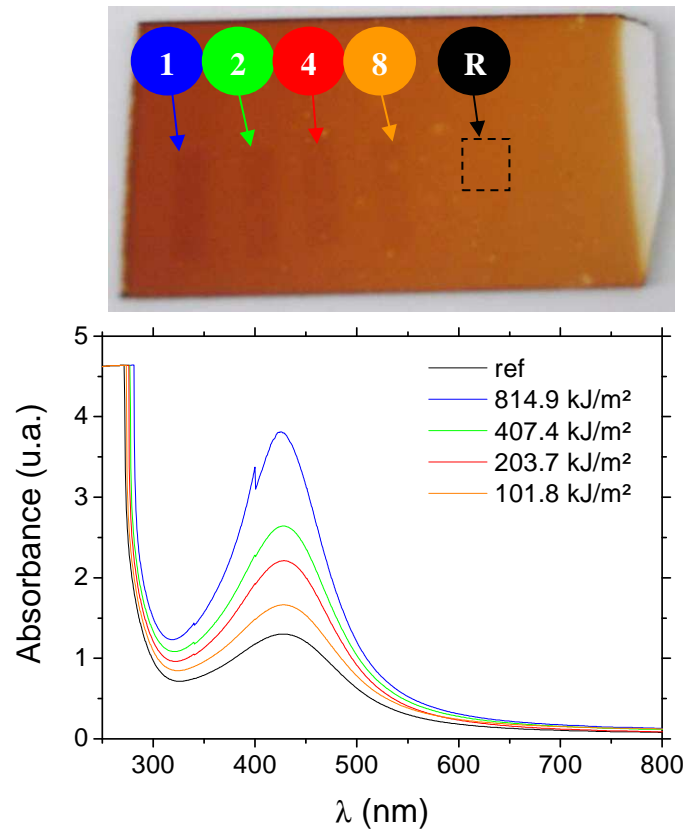 1 2 4 8 R
5
4
3
2
1
0
Absorbance (u.a.)
ref
814.9 kJ/m²
407.4 kJ/m²
203.7 kJ/m²
101.8 kJ/m²
300 400 500 600 700 800
λ (nm)